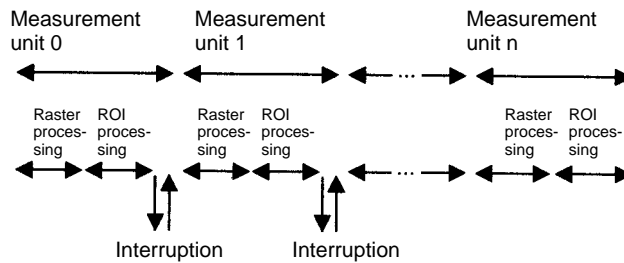 Measurement unit 0
Measurement unit 1
...
Measurement unit n
Raster proces- sing
ROI proces- sing
Raster proces- sing
ROI proces- sing
...
Raster proces- sing
ROI proces- sing
Interruption
Interruption